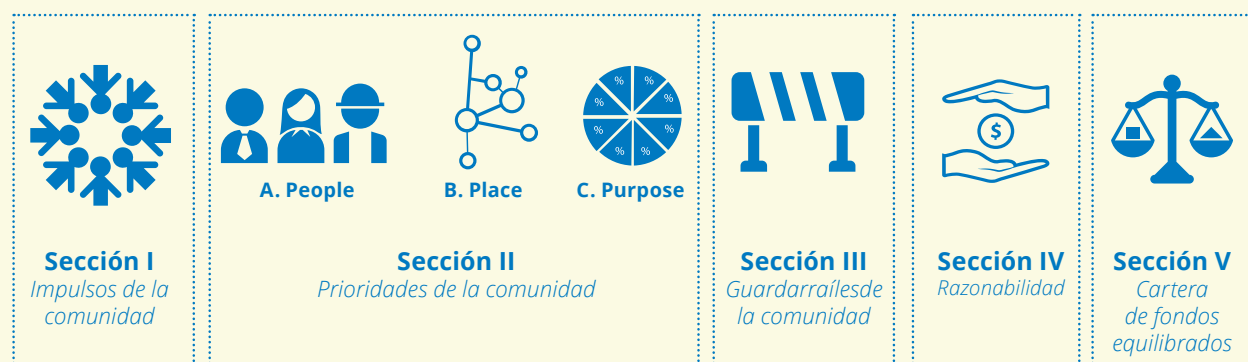 % %
% %
% %
% %
$
A. People
B. Place
C. Purpose
Sección I
Impulsos de la
comunidad
Sección II
Prioridades de la comunidad
Sección III
Guardarraílesde
la comunidad
Sección IV
Razonabilidad
Sección V
Cartera
de fondos
equilibrados